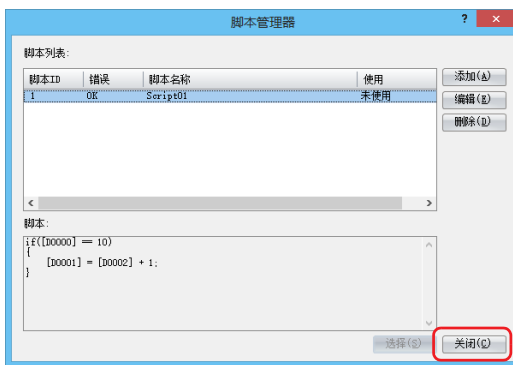 脚本管理器 ? ×
脚本列表:
脚本ID 错误 脚本名称 使用
1 OK Script01 未使用
添加(A)
编辑(E)
删除(D)
脚本:
if([D0000] == 10)
{
[D0001] = [D0002] + 1;
}
选择(S) 关闭(C)